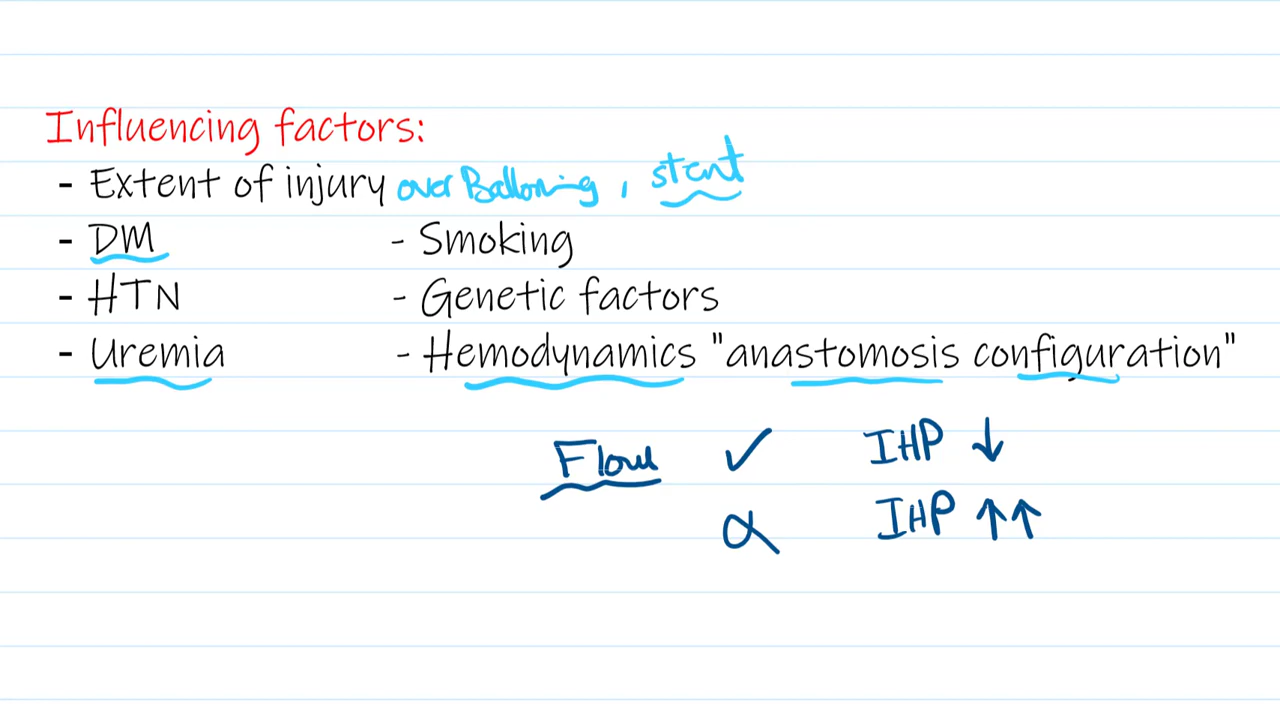 Influencing factors:
- Extent of injury over Ballooning, stent
- DM - Smoking
- HTN - Genetic factors
- Uremia - Hemodynamics "anastomosis configuration"
Flow ✓ IHP ↓
x IHP ↑↑